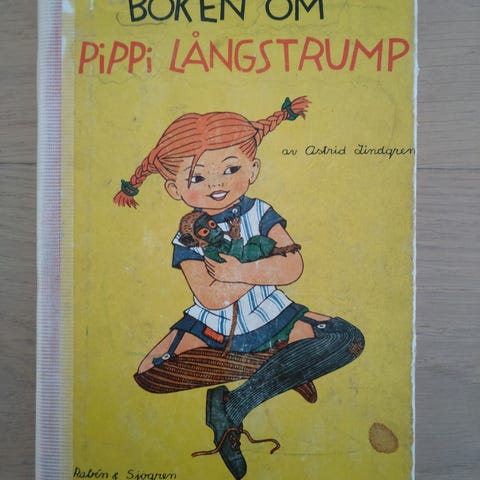 BOKEN OM
PiPPi LÅNGSTRUMP
av Astrid Lindgren
Rabén & Sjögren